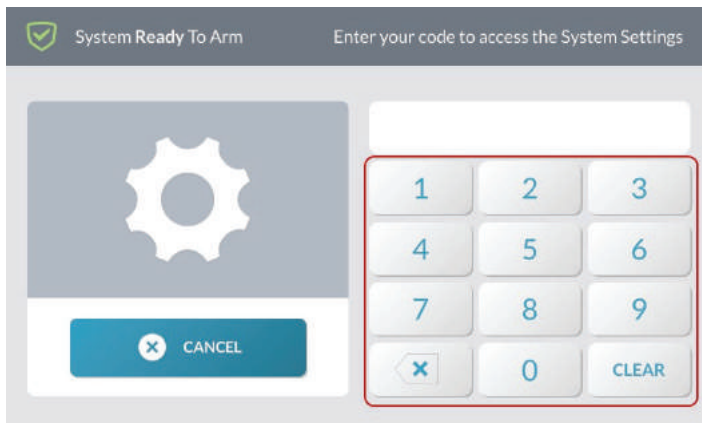 System Ready To Arm
Enter your code to access the System Settings
1 2 3
4 5 6
7 8 9
0 CLEAR
CANCEL